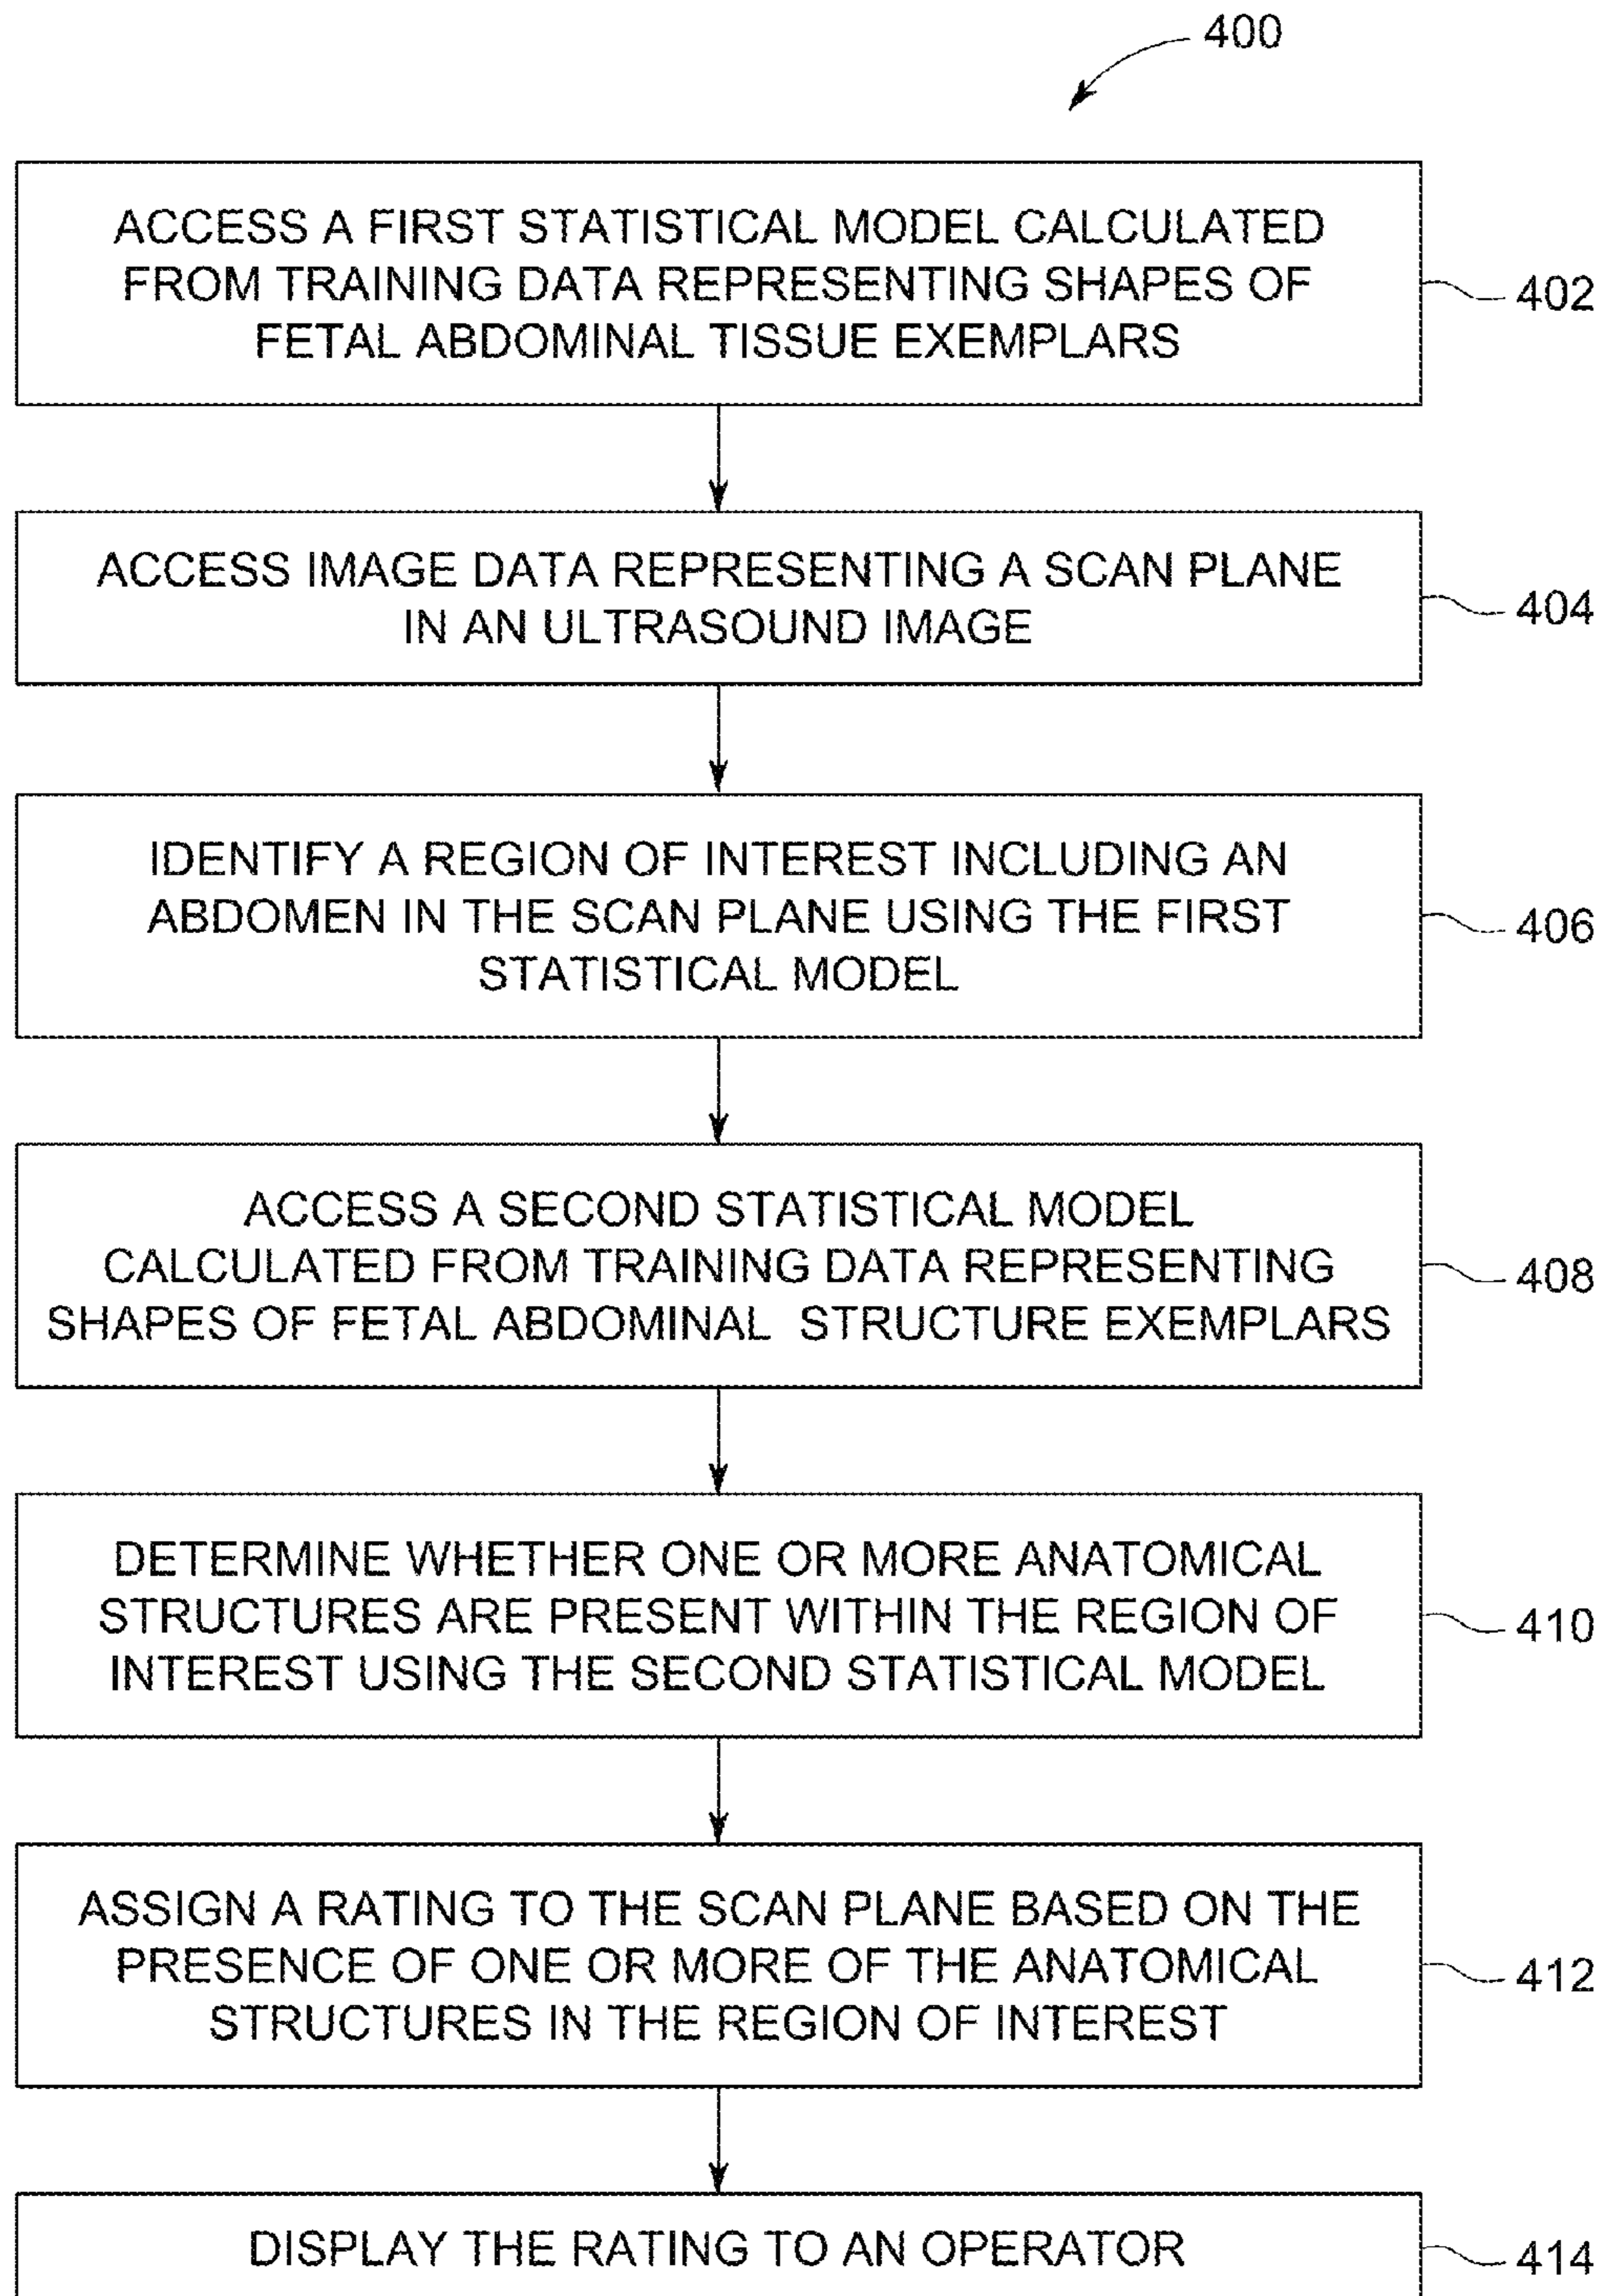 400
ACCESS A FIRST STATISTICAL MODEL CALCULATED
FROM TRAINING DATA REPRESENTING SHAPES OF
FETAL ABDOMINAL TISSUE EXEMPLARS
402
ACCESS IMAGE DATA REPRESENTING A SCAN PLANE
IN AN ULTRASOUND IMAGE
404
IDENTIFY A REGION OF INTEREST INCLUDING AN
ABDOMEN IN THE SCAN PLANE USING THE FIRST
STATISTICAL MODEL
406
ACCESS A SECOND STATISTICAL MODEL
CALCULATED FROM TRAINING DATA REPRESENTING
SHAPES OF FETAL ABDOMINAL STRUCTURE EXEMPLARS
408
DETERMINE WHETHER ONE OR MORE ANATOMICAL
STRUCTURES ARE PRESENT WITHIN THE REGION OF
INTEREST USING THE SECOND STATISTICAL MODEL
410
ASSIGN A RATING TO THE SCAN PLANE BASED ON THE
PRESENCE OF ONE OR MORE OF THE ANATOMICAL
STRUCTURES IN THE REGION OF INTEREST
412
DISPLAY THE RATING TO AN OPERATOR
414